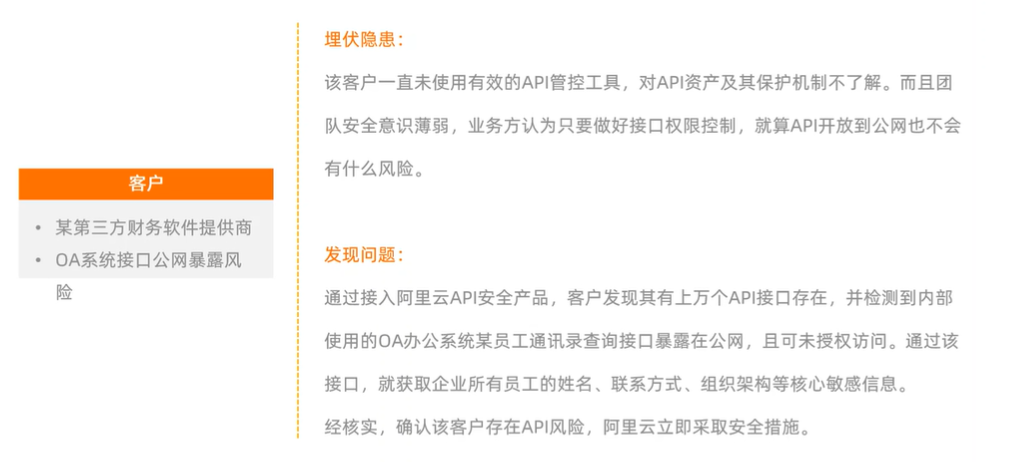 客户
• 某第三方财务软件提供商
• OA系统接口公网暴露风
险
埋伏隐患：
该客户一直未使用有效的API管控工具，对API资产及其保护机制不了解。而且团
队安全意识薄弱，业务方认为只要做好接口权限控制，就算API开放到公网也不会
有什么风险。
发现问题：
通过接入阿里云API安全产品，客户发现其有上万个API接口存在，并检测到内部
使用的OA办公系统某员工通讯录查询接口暴露在公网，且可未授权访问。通过该
接口，就获取企业所有员工的姓名、联系方式、组织架构等核心敏感信息。
经核实，确认该客户存在API风险，阿里云立即采取安全措施。